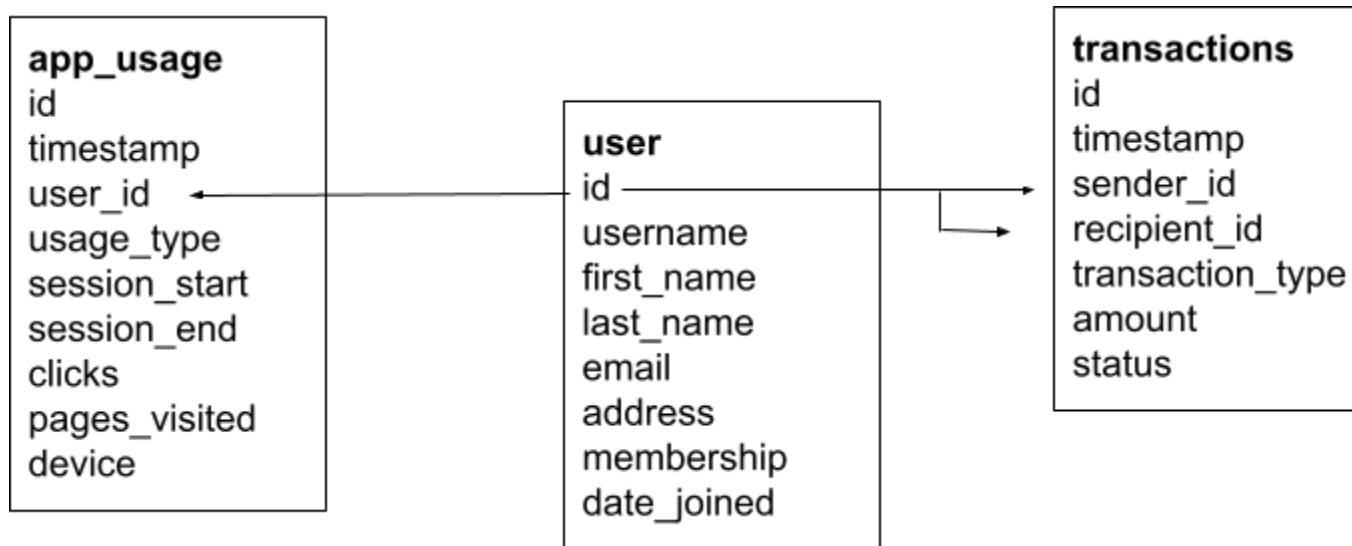 app_usage
id
timestamp
user_id
usage_type
session_start
session_end
clicks
pages_visited
device
user
id
username
first_name
last_name
email
address
membership
date_joined
transactions
id
timestamp
sender_id
recipient_id
transaction_type
amount
status